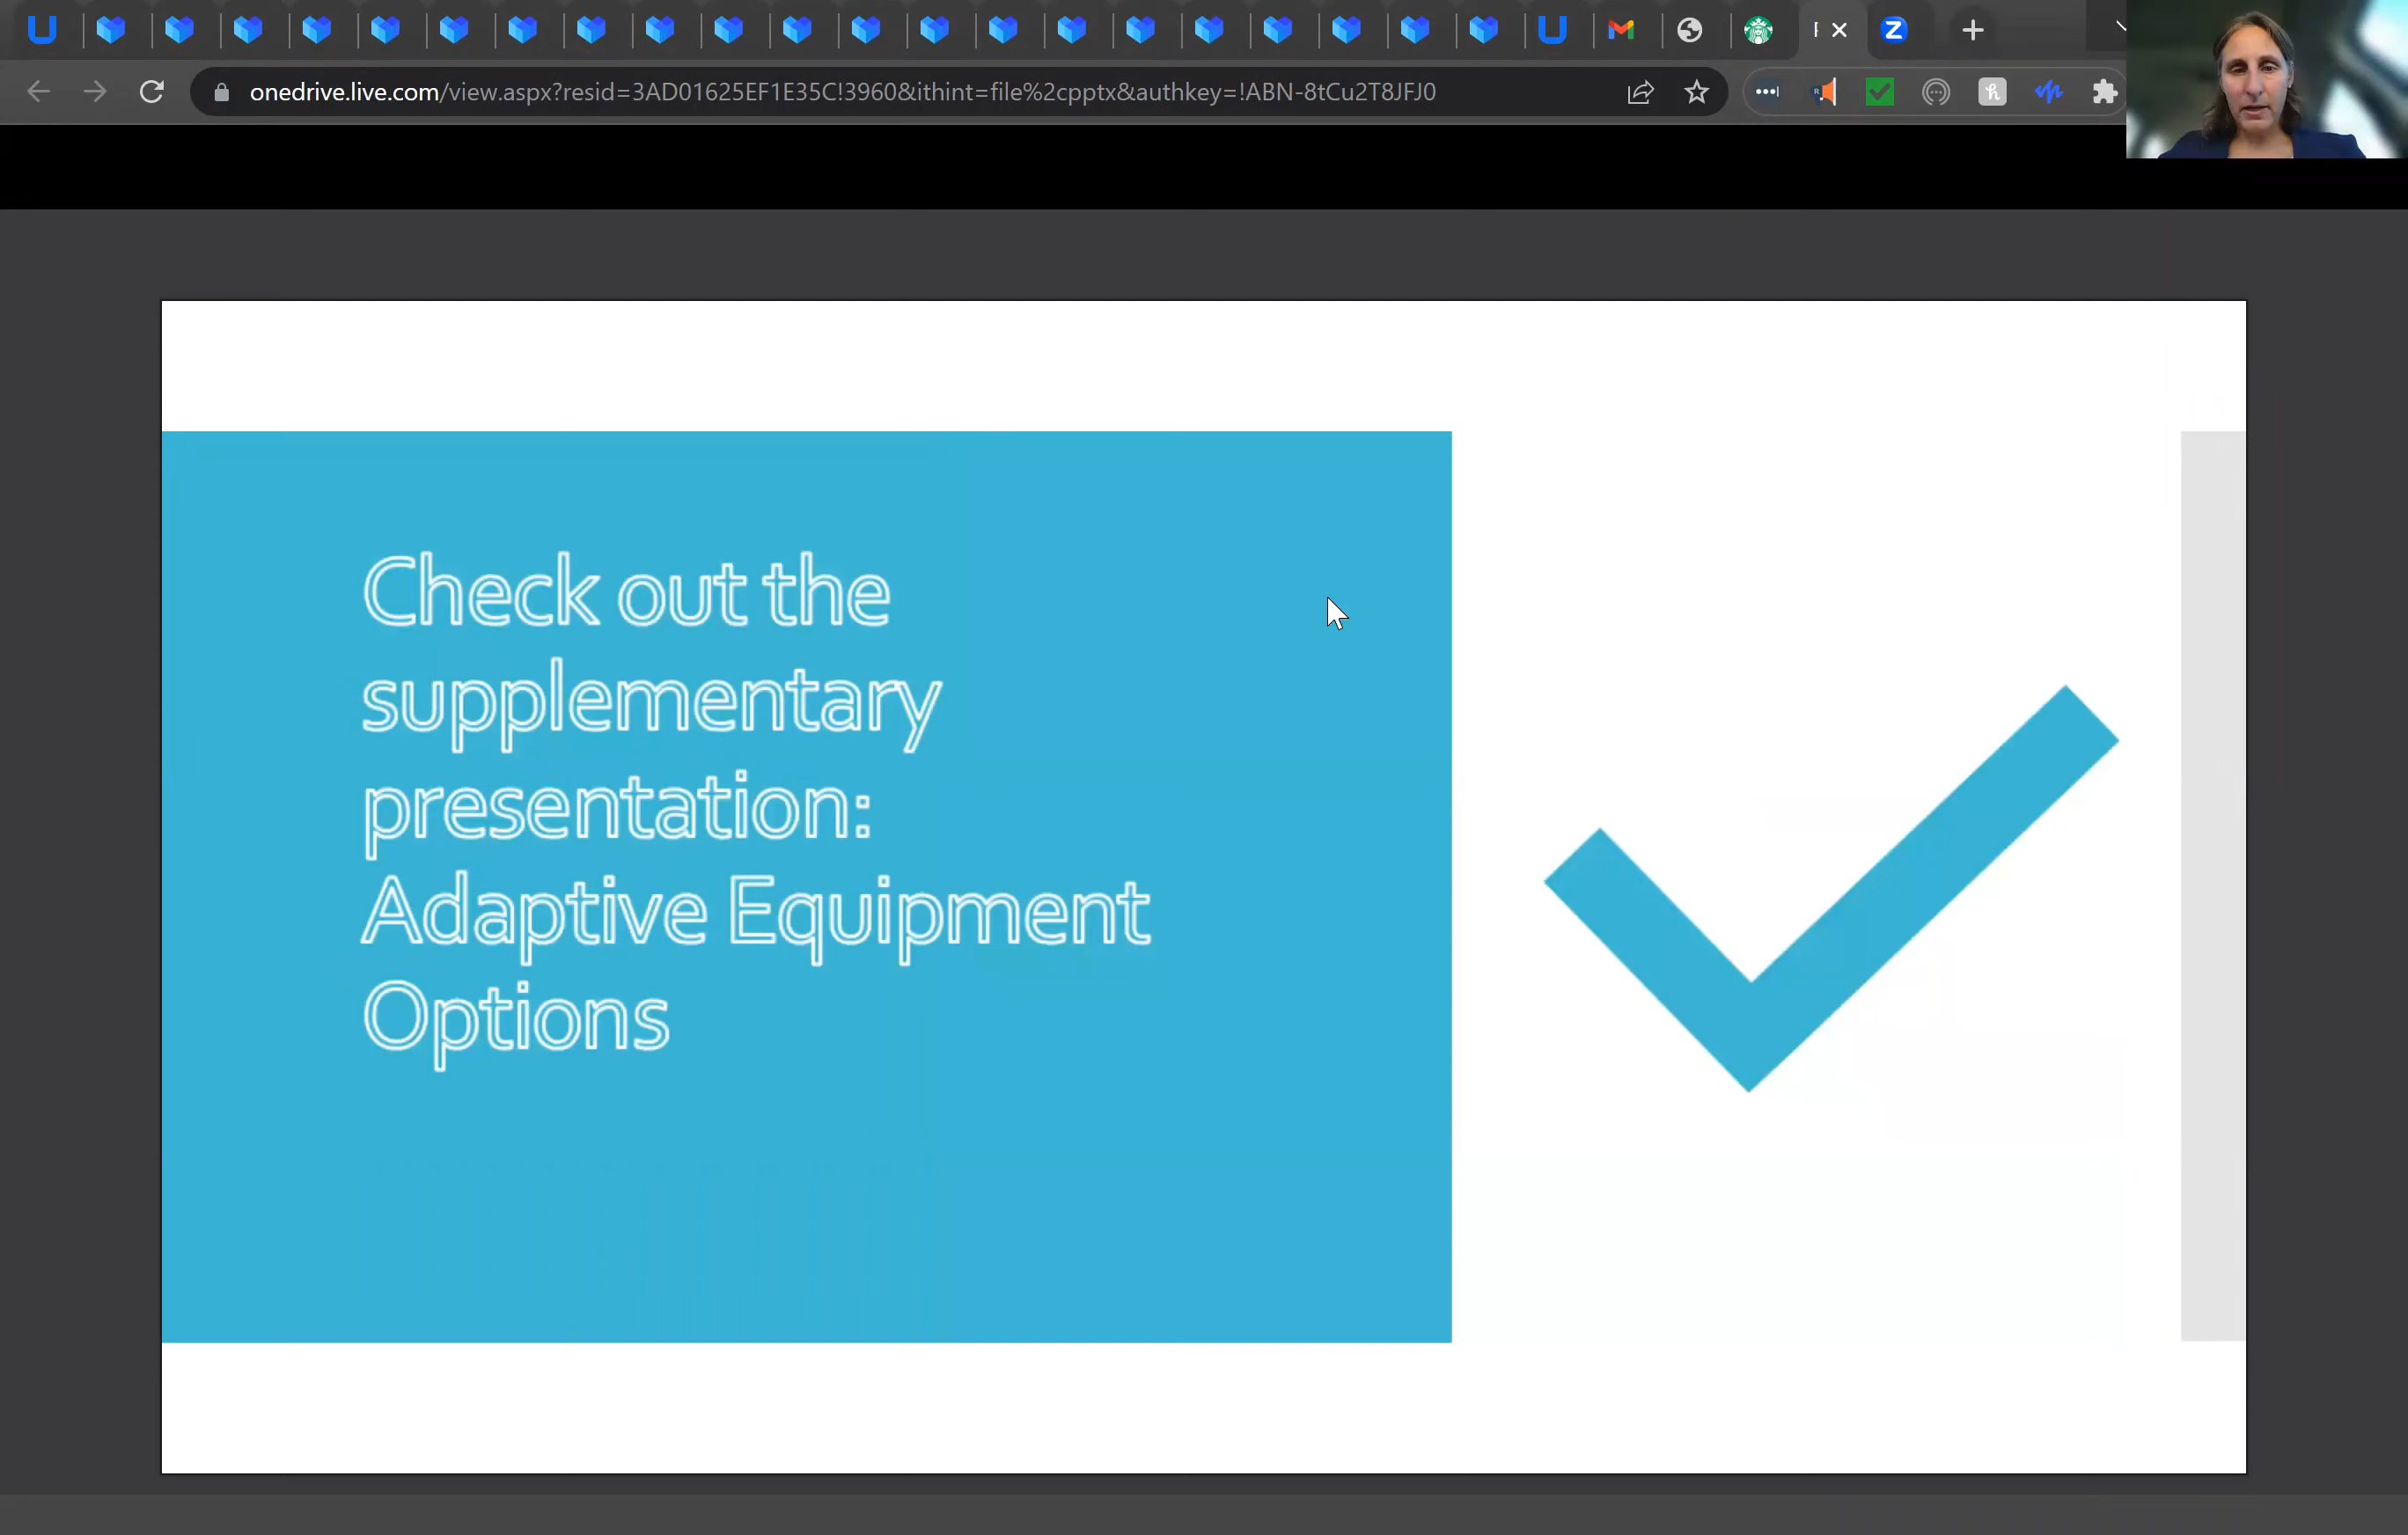 onedrive.live.com/view.aspx?resid=3AD01625EF1E35C!3960&ithint=file%2cpptx&authkey=!ABN-8tCu2T8JFJ0
Check out the
supplementary
presentation:
Adaptive Equipment
Options